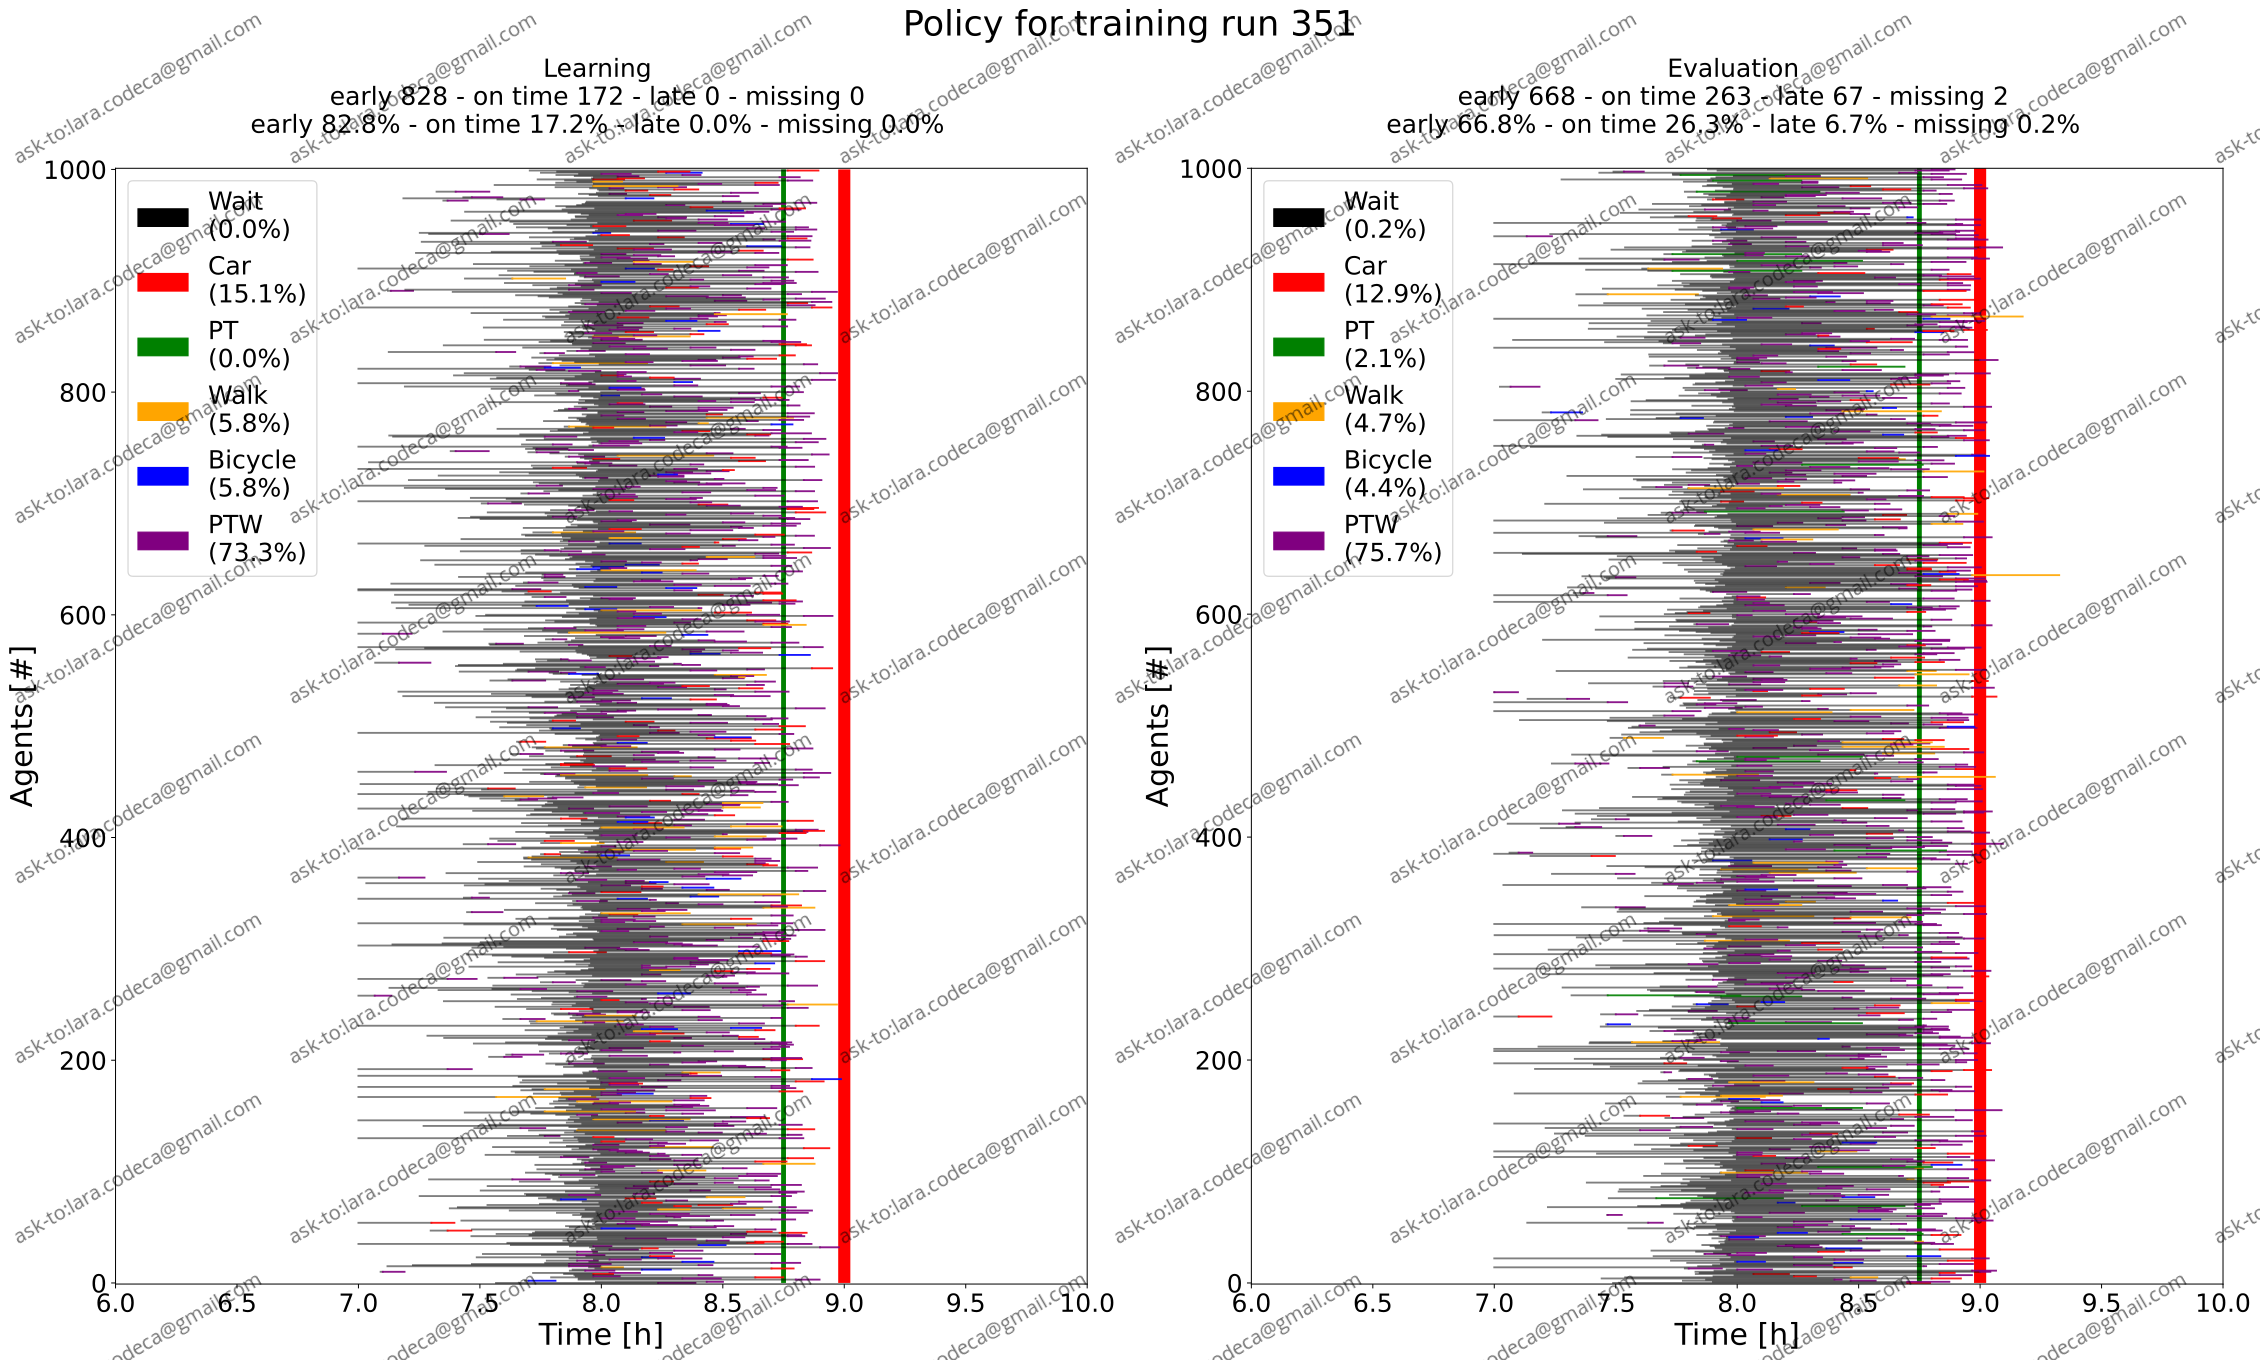 Policy for training run 351
Learning
early 828 - on time 172 - late 0 - missing 0
early 82.8% - on time 17.2% - late 0.0% - missing 0.0%
Agents [#]
1000
800
600
400
200
0
Wait
(0.0%)
Car
(15.1%)
PT
(0.0%)
Walk
(5.8%)
Bicycle
(5.8%)
PTW
(73.3%)
6.0 6.5 7.0 7.5 8.0 8.5 9.0 9.5 10.0
Time [h]
Evaluation
early 668 - on time 263 - late 67 - missing 2
early 66.8% - on time 26.3% - late 6.7% - missing 0.2%
Agents [#]
1000
800
600
400
200
0
Wait
(0.2%)
Car
(12.9%)
PT
(2.1%)
Walk
(4.7%)
Bicycle
(4.4%)
PTW
(75.7%)
6.0 6.5 7.0 7.5 8.0 8.5 9.0 9.5 10.0
Time [h]
ask-to:lara.codeca@gmail.com